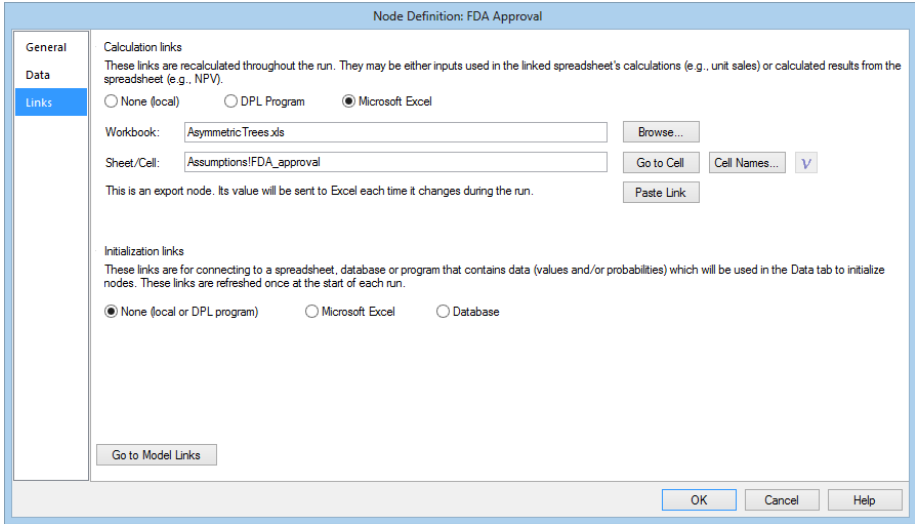 Node Definition: FDA Approval
General
Data
Links
Calculation links
These links are recalculated throughout the run. They may be either inputs used in the linked spreadsheet's calculations (e.g., unit sales) or calculated results from the
spreadsheet (e.g., NPV).
None (local) DPL Program Microsoft Excel
Workbook: AsymmetricTrees.xls Browse...
Sheet/Cell: Assumptions!FDA_approval Go to Cell Cell Names... V
This is an export node. Its value will be sent to Excel each time it changes during the run. Paste Link
Initialization links
These links are for connecting to a spreadsheet, database or program that contains data (values and/or probabilities) which will be used in the Data tab to initialize
nodes. These links are refreshed once at the start of each run.
None (local or DPL program) Microsoft Excel Database
Go to Model Links
OK Cancel Help